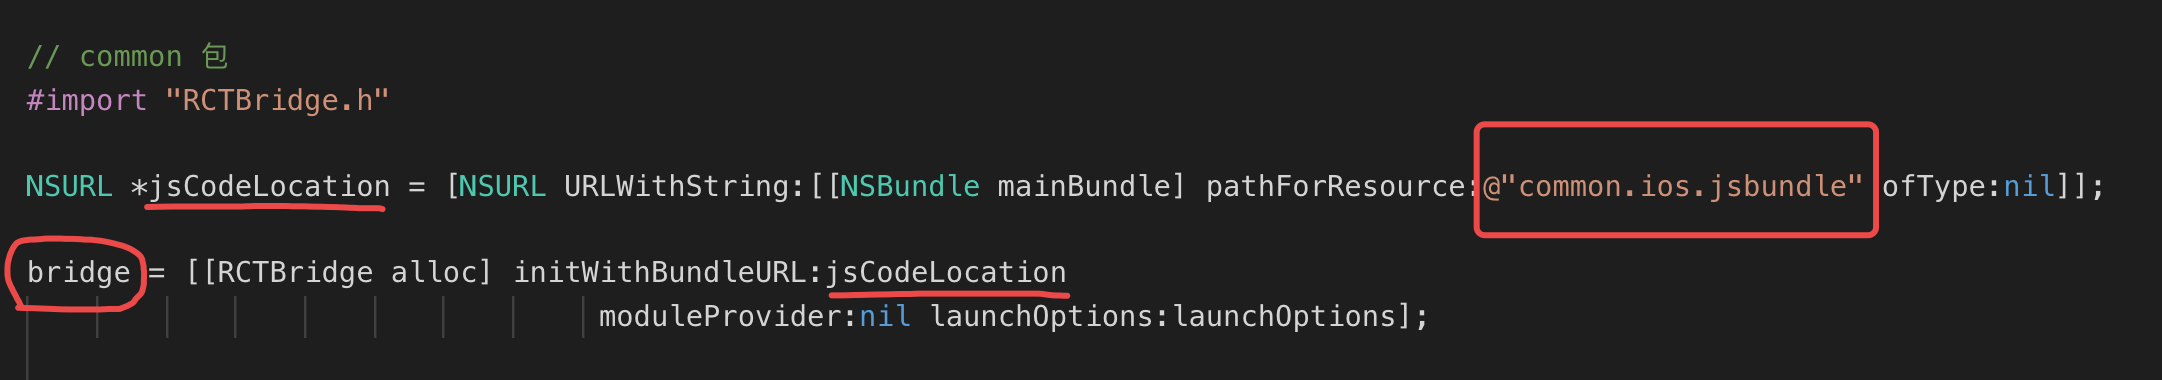 // common 包
#import "RCTBridge.h"
NSURL *jsCodeLocation = [NSURL URLWithString:[[NSBundle mainBundle] pathForResource:@"common.ios.jsbundle" ofType:nil]];
bridge = [[RCTBridge alloc] initWithBundleURL:jsCodeLocation
moduleProvider:nil launchOptions:launchOptions];